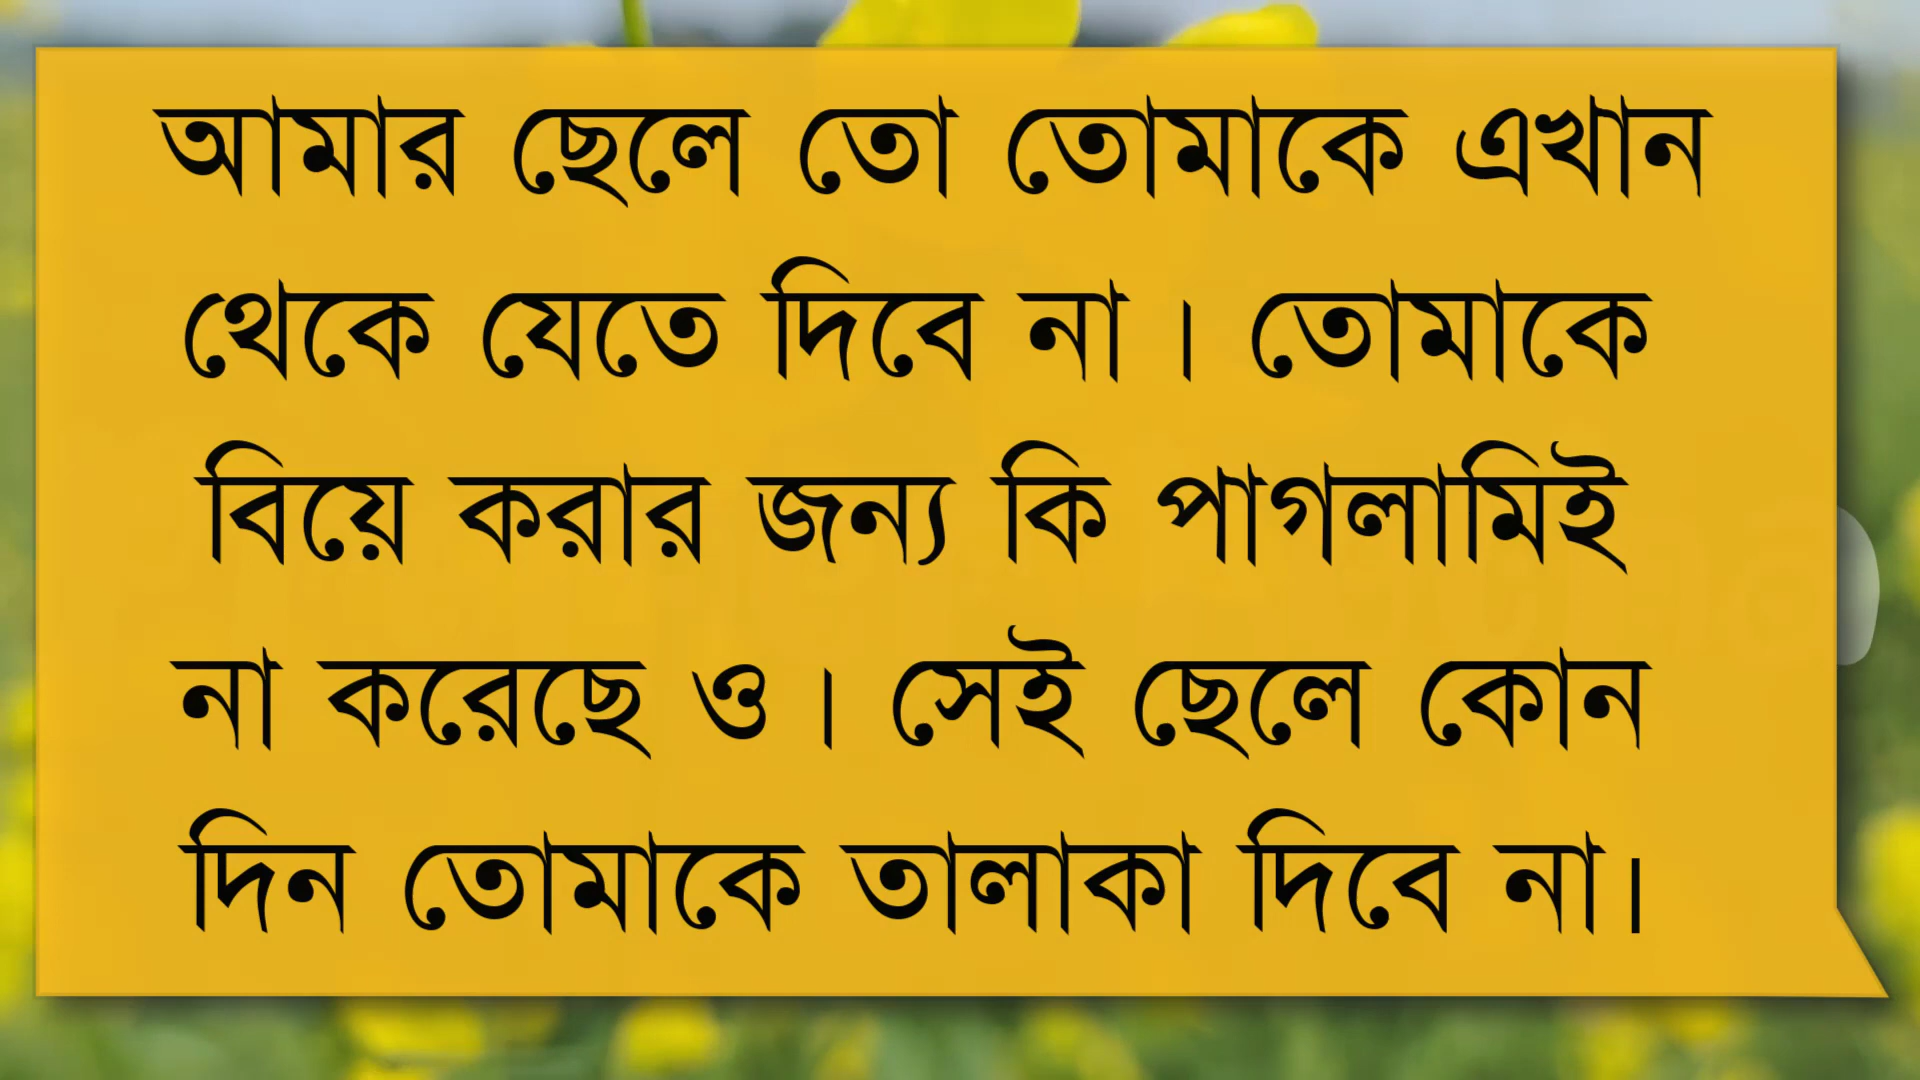 আমার ছেলে তো তোমাকে এখান
থেকে যেতে দিবে না । তোমাকে
বিয়ে করার জন্য কি পাগলামিই
না করেছে ও । সেই ছেলে কোন
দিন তোমাকে তালাকা দিবে না।